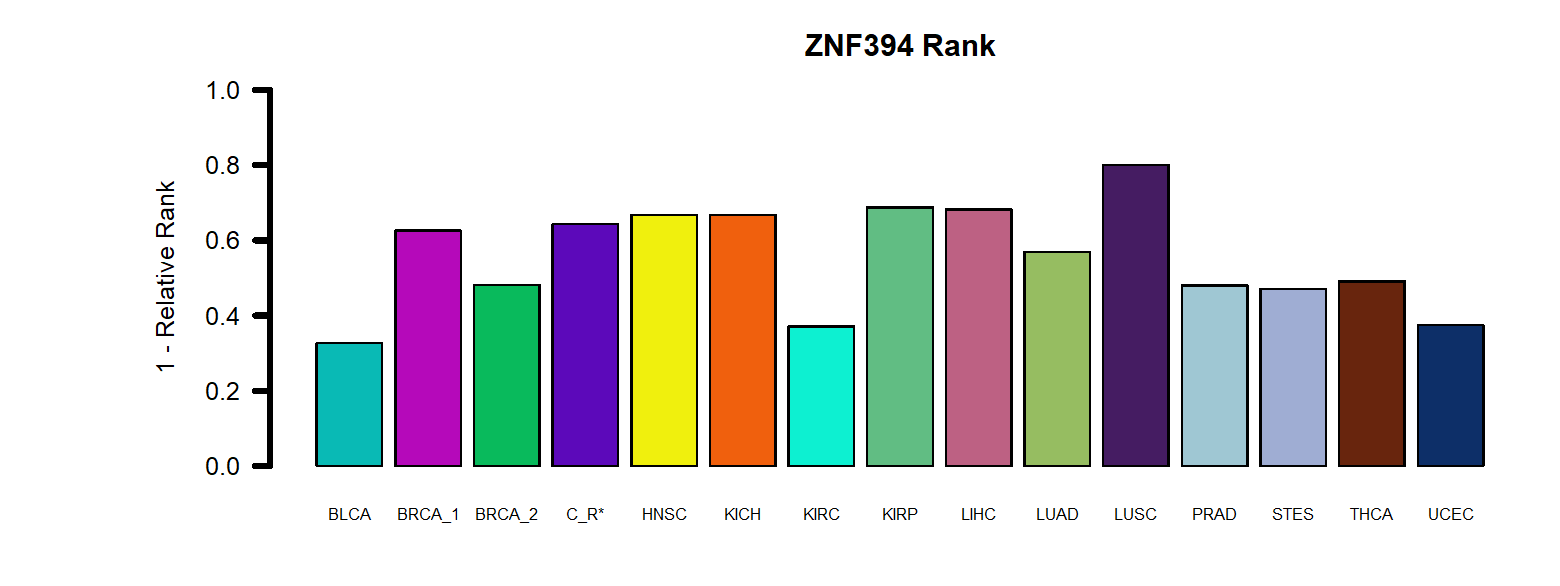 ZNF394 Rank
1 - Relative Rank
1.0
0.8
0.6
0.4
0.2
0.0
BLCA BRCA_1 BRCA_2 C_R* HNSC KICH KIRC KIRP LIHC LUAD LUSC PRAD STES THCA UCEC